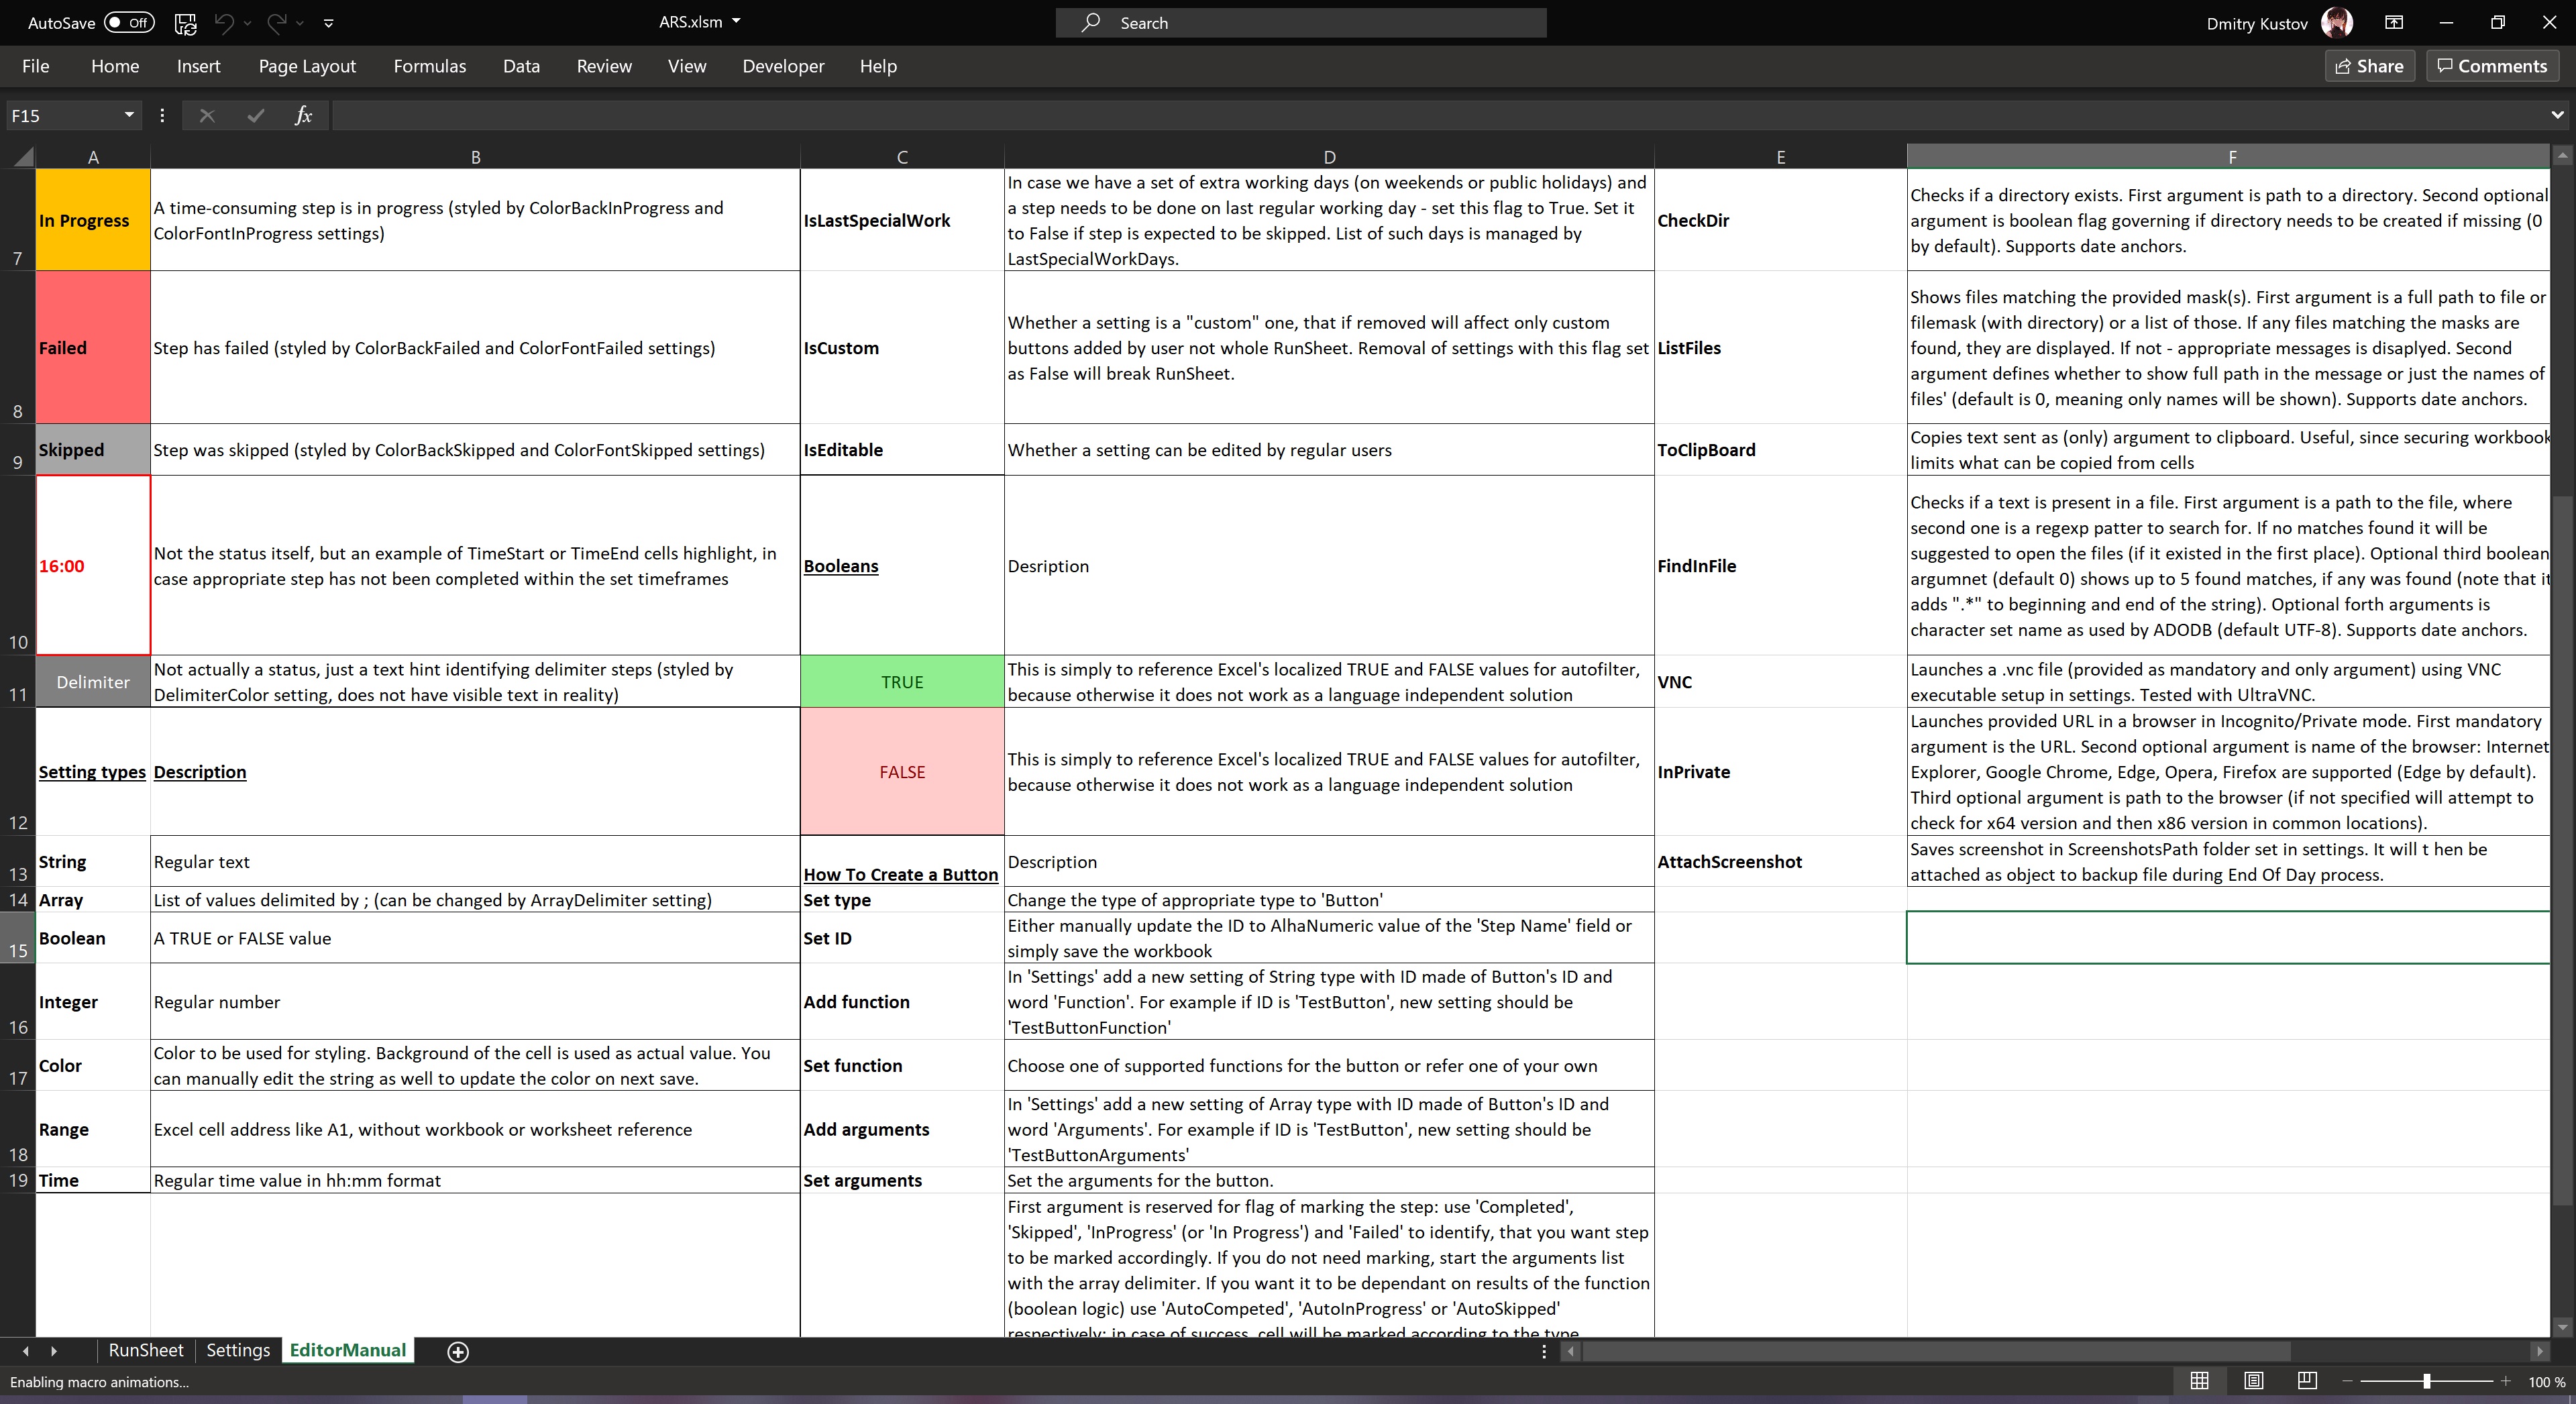 AutoSave Off
ARS.xlsm
Search
Dmitry Kustov
File Home Insert Page Layout Formulas Data Review View Developer Help
Share Comments
F15
fx
A B C D E F
7
In Progress
A time-consuming step is in progress (styled by ColorBackInProgress and
ColorFontInProgress settings)
IsLastSpecialWork
In case we have a set of extra working days (on weekends or public holidays) and
a step needs to be done on last regular working day - set this flag to True. Set it
to False if step is expected to be skipped. List of such days is managed by
LastSpecialWorkDays.
CheckDir
Checks if a directory exists. First argument is path to a directory. Second optional
argument is boolean flag governing if directory needs to be created if missing (0
by default). Supports date anchors.
8
Failed
Step has failed (styled by ColorBackFailed and ColorFontFailed settings)
IsCustom
Whether a setting is a "custom" one, that if removed will affect only custom
buttons added by user not whole RunSheet. Removal of settings with this flag set
as False will break RunSheet.
ListFiles
Shows files matching the provided mask(s). First argument is a full path to file or
filemask (with directory) or a list of those. If any files matching the masks are
found, they are displayed. If not - appropriate messages is disaplyed. Second
argument defines whether to show full path in the message or just the names of
files' (default is 0, meaning only names will be shown). Supports date anchors.
9
Skipped
Step was skipped (styled by ColorBackSkipped and ColorFontSkipped settings)
IsEditable
Whether a setting can be edited by regular users
ToClipBoard
Copies text sent as (only) argument to clipboard. Useful, since securing workbook
limits what can be copied from cells
10
16:00
Not the status itself, but an example of TimeStart or TimeEnd cells highlight, in
case appropriate step has not been completed within the set timeframes
Booleans
Desription
FindInFile
Checks if a text is present in a file. First argument is a path to the file, where
second one is a regexp patter to search for. If no matches found it will be
suggested to open the files (if it existed in the first place). Optional third boolean
argumnet (default 0) shows up to 5 found matches, if any was found (note that it
adds ".*" to beginning and end of the string). Optional forth arguments is
character set name as used by ADODB (default UTF-8). Supports date anchors.
11
Delimiter
Not actually a status, just a text hint identifying delimiter steps (styled by
DelimiterColor setting, does not have visible text in reality)
TRUE
This is simply to reference Excel's localized TRUE and FALSE values for autofilter,
because otherwise it does not work as a language independent solution
VNC
Launches a .vnc file (provided as mandatory and only argument) using VNC
executable setup in settings. Tested with UltraVNC.
12
Setting types
Description
FALSE
This is simply to reference Excel's localized TRUE and FALSE values for autofilter,
because otherwise it does not work as a language independent solution
InPrivate
Launches provided URL in a browser in Incognito/Private mode. First mandatory
argument is the URL. Second optional argument is name of the browser: Internet
Explorer, Google Chrome, Edge, Opera, Firefox are supported (Edge by default).
Third optional argument is path to the browser (if not specified will attempt to
check for x64 version and then x86 version in common locations).
13
String
Regular text
How To Create a Button
Description
AttachScreenshot
Saves screenshot in ScreenshotsPath folder set in settings. It will t hen be
attached as object to backup file during End Of Day process.
14
Array
List of values delimited by ; (can be changed by ArrayDelimiter setting)
Set type
Change the type of appropriate type to 'Button'
15
Boolean
A TRUE or FALSE value
Set ID
Either manually update the ID to AlhaNumeric value of the 'Step Name' field or
simply save the workbook
16
Integer
Regular number
Add function
In 'Settings' add a new setting of String type with ID made of Button's ID and
word 'Function'. For example if ID is 'TestButton', new setting should be
'TestButtonFunction'
17
Color
Color to be used for styling. Background of the cell is used as actual value. You
can manually edit the string as well to update the color on next save.
Set function
Choose one of supported functions for the button or refer one of your own
18
Range
Excel cell address like A1, without workbook or worksheet reference
Add arguments
In 'Settings' add a new setting of Array type with ID made of Button's ID and
word 'Arguments'. For example if ID is 'TestButton', new setting should be
'TestButtonArguments'
19
Time
Regular time value in hh:mm format
Set arguments
Set the arguments for the button.
First argument is reserved for flag of marking the step: use 'Completed',
'Skipped', 'InProgress' (or 'In Progress') and 'Failed' to identify, that you want step
to be marked accordingly. If you do not need marking, start the arguments list
with the array delimiter. If you want it to be dependant on results of the function
(boolean logic) use 'AutoCompeted', 'AutoInProgress' or 'AutoSkipped'
respectively: in case of success, cell will be marked according to the type
RunSheet Settings EditorManual
Enabling macro animations...
100 %